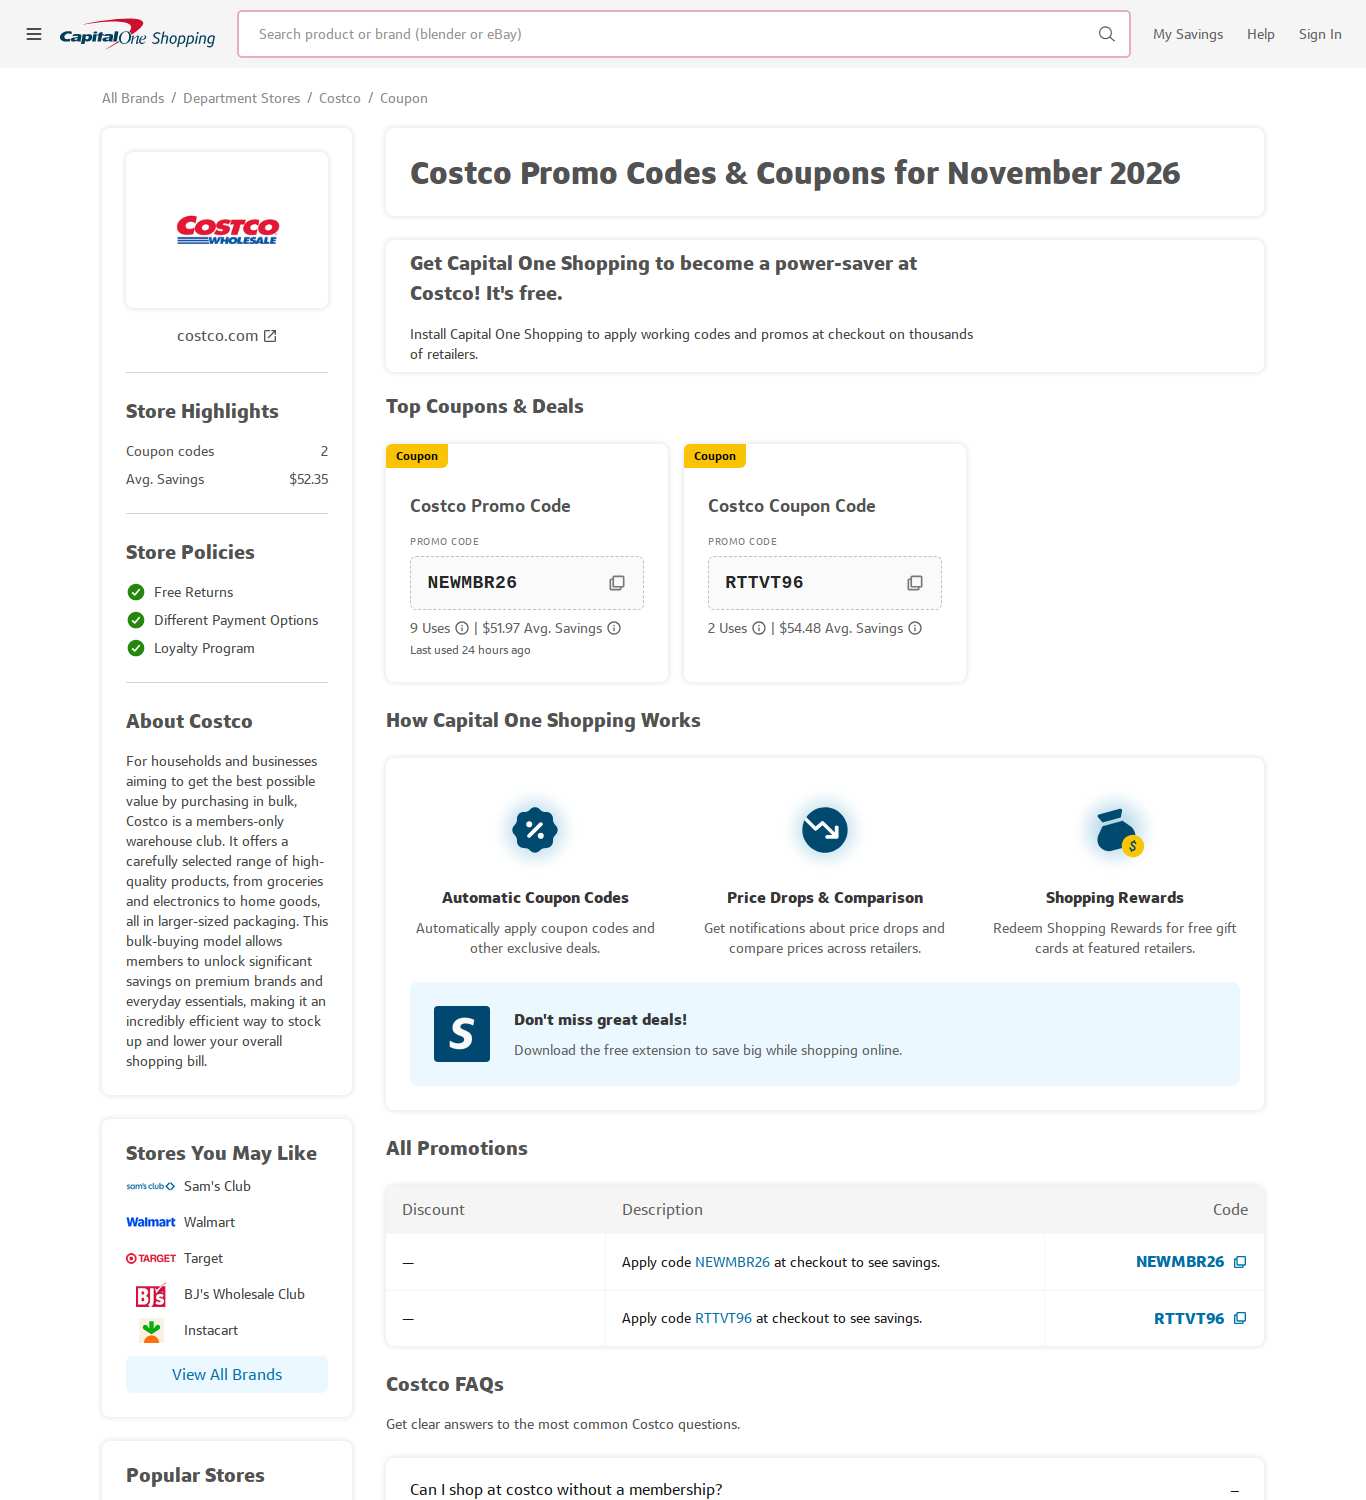 CapitalOne Shopping
Search product or brand (blender or eBay)
My Savings
Help
Sign In
All Brands / Department Stores / Costco / Coupon
COSTCO
WHOLESALE
costco.com
Store Highlights
Coupon codes 2
Avg. Savings $52.35
Store Policies
Free Returns
Different Payment Options
Loyalty Program
About Costco
For households and businesses
aiming to get the best possible
value by purchasing in bulk,
Costco is a members-only
warehouse club. It offers a
carefully selected range of high-
quality products, from groceries
and electronics to home goods,
all in larger-sized packaging. This
bulk-buying model allows
members to unlock significant
savings on premium brands and
everyday essentials, making it an
incredibly efficient way to stock
up and lower your overall
shopping bill.
Stores You May Like
sam's club Sam's Club
Walmart Walmart
TARGET Target
BJ's BJ's Wholesale Club
Instacart
View All Brands
Popular Stores
Costco Promo Codes & Coupons for November 2026
Get Capital One Shopping to become a power-saver at
Costco! It's free.
Install Capital One Shopping to apply working codes and promos at checkout on thousands
of retailers.
Top Coupons & Deals
Coupon
Costco Promo Code
PROMO CODE
NEWMBR26
9 Uses | $51.97 Avg. Savings
Last used 24 hours ago
Coupon
Costco Coupon Code
PROMO CODE
RTTVT96
2 Uses | $54.48 Avg. Savings
How Capital One Shopping Works
Automatic Coupon Codes
Automatically apply coupon codes and
other exclusive deals.
Price Drops & Comparison
Get notifications about price drops and
compare prices across retailers.
$
Shopping Rewards
Redeem Shopping Rewards for free gift
cards at featured retailers.
S
Don't miss great deals!
Download the free extension to save big while shopping online.
All Promotions
Discount Description Code
— Apply code NEWMBR26 at checkout to see savings. NEWMBR26
— Apply code RTTVT96 at checkout to see savings. RTTVT96
Costco FAQs
Get clear answers to the most common Costco questions.
Can I shop at costco without a membership? –